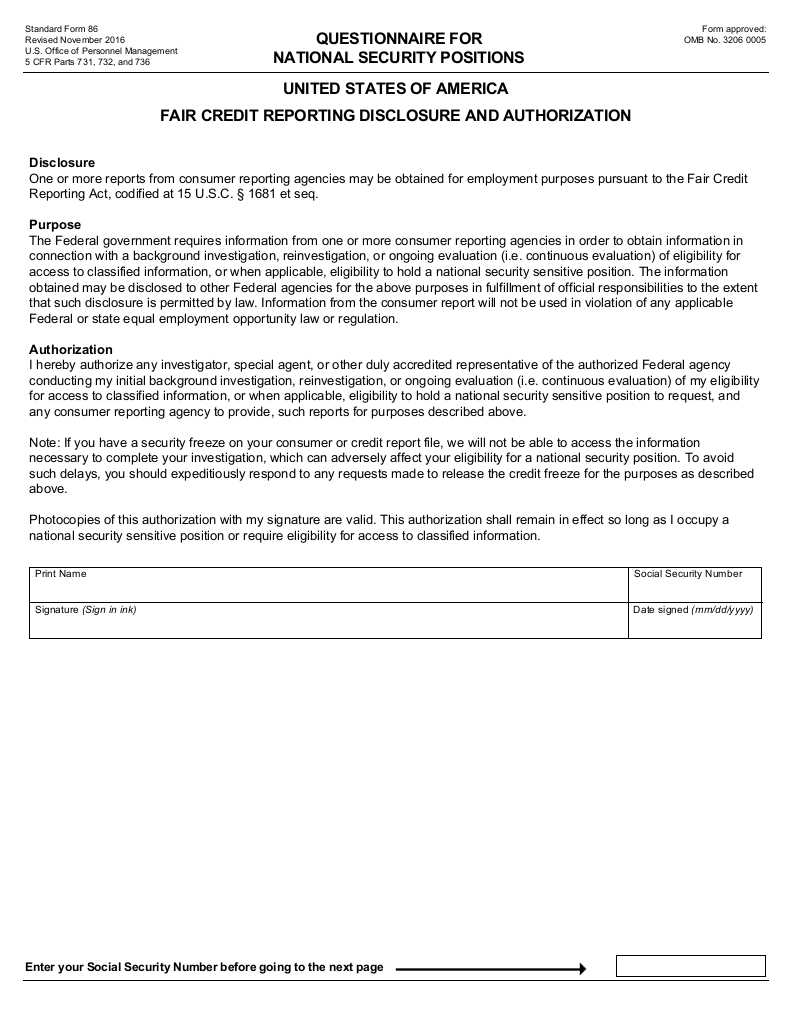 Standard Form 86
Revised November 2016
U.S. Office of Personnel Management
5 CFR Parts 731, 732, and 736
QUESTIONNAIRE FOR
NATIONAL SECURITY POSITIONS
Form approved:
OMB No. 3206 0005
UNITED STATES OF AMERICA
FAIR CREDIT REPORTING DISCLOSURE AND AUTHORIZATION
Disclosure
One or more reports from consumer reporting agencies may be obtained for employment purposes pursuant to the Fair Credit
Reporting Act, codified at 15 U.S.C. § 1681 et seq.
Purpose
The Federal government requires information from one or more consumer reporting agencies in order to obtain information in
connection with a background investigation, reinvestigation, or ongoing evaluation (i.e. continuous evaluation) of eligibility for
access to classified information, or when applicable, eligibility to hold a national security sensitive position. The information
obtained may be disclosed to other Federal agencies for the above purposes in fulfillment of official responsibilities to the extent
that such disclosure is permitted by law. Information from the consumer report will not be used in violation of any applicable
Federal or state equal employment opportunity law or regulation.
Authorization
I hereby authorize any investigator, special agent, or other duly accredited representative of the authorized Federal agency
conducting my initial background investigation, reinvestigation, or ongoing evaluation (i.e. continuous evaluation) of my eligibility
for access to classified information, or when applicable, eligibility to hold a national security sensitive position to request, and
any consumer reporting agency to provide, such reports for purposes described above.
Note: If you have a security freeze on your consumer or credit report file, we will not be able to access the information
necessary to complete your investigation, which can adversely affect your eligibility for a national security position. To avoid
such delays, you should expeditiously respond to any requests made to release the credit freeze for the purposes as described
above.
Photocopies of this authorization with my signature are valid. This authorization shall remain in effect so long as I occupy a
national security sensitive position or require eligibility for access to classified information.
Print Name
Social Security Number
Signature (Sign in ink)
Date signed (mm/dd/yyyy)
Enter your Social Security Number before going to the next page